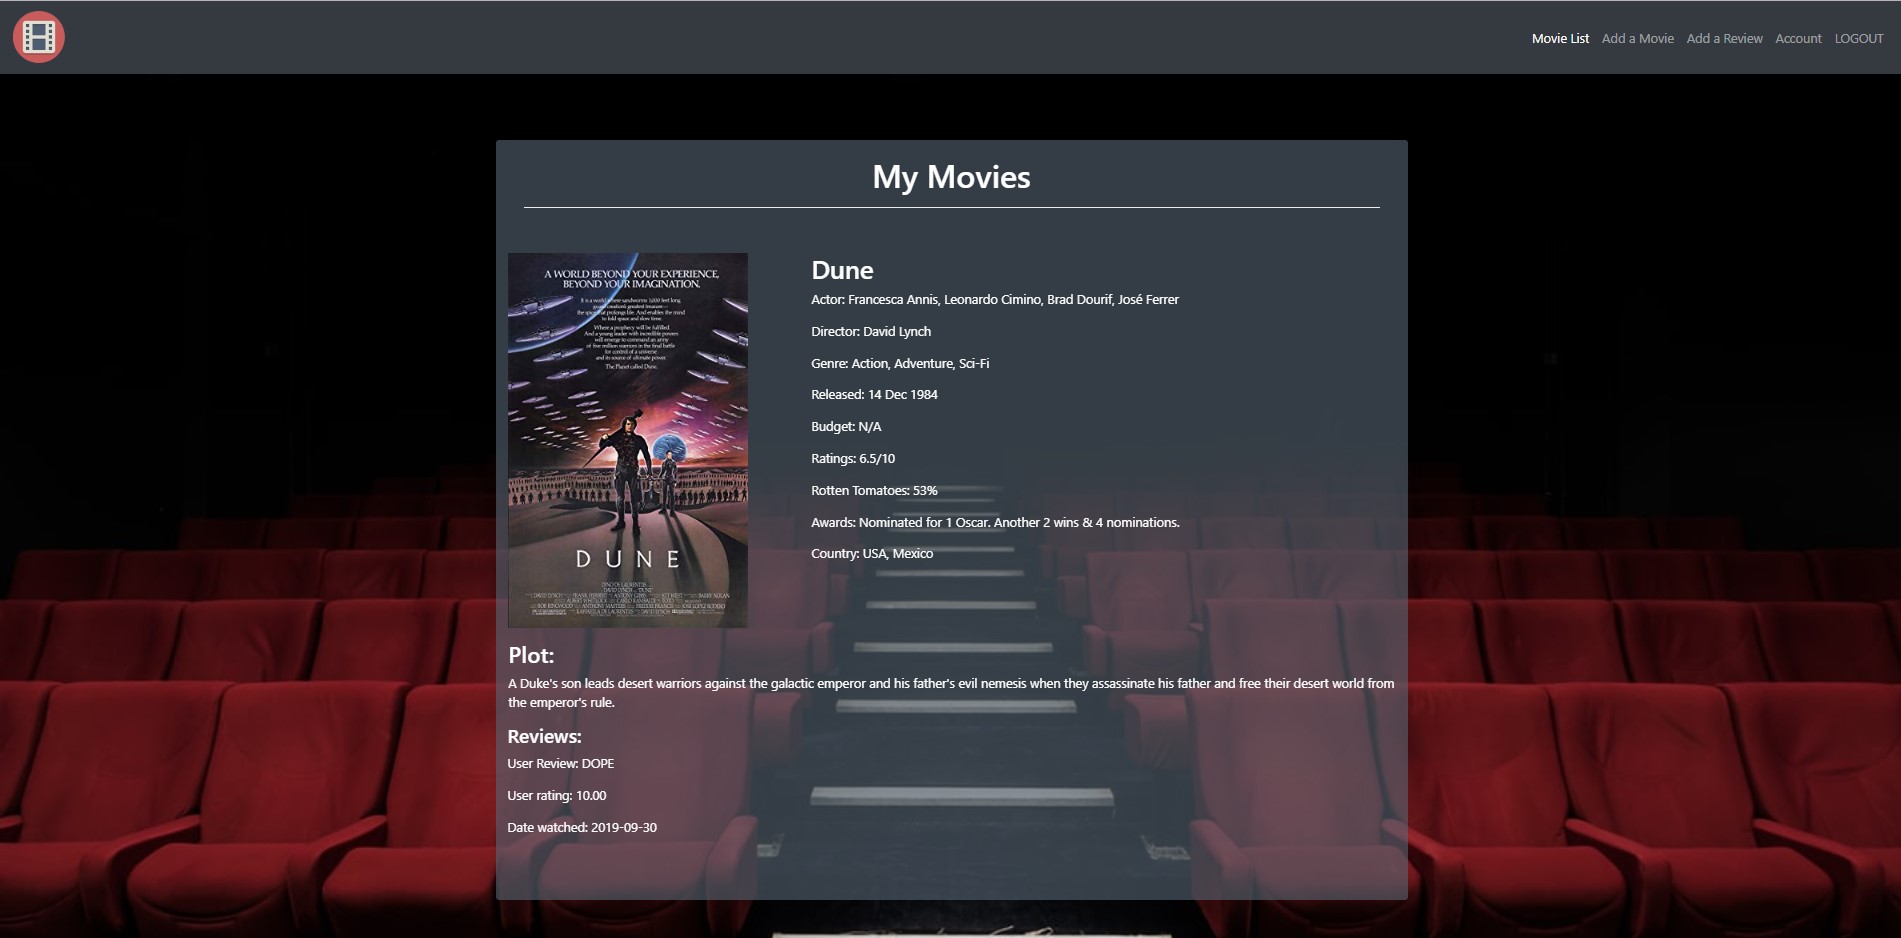 Movie List Add a Movie Add a Review Account LOGOUT
My Movies
A WORLD BEYOND YOUR EXPERIENCE,
BEYOND YOUR IMAGINATION.
The Planet called Dune.
DUNE
Dune
Actor: Francesca Annis, Leonardo Cimino, Brad Dourif, José Ferrer
Director: David Lynch
Genre: Action, Adventure, Sci-Fi
Released: 14 Dec 1984
Budget: N/A
Ratings: 6.5/10
Rotten Tomatoes: 53%
Awards: Nominated for 1 Oscar. Another 2 wins & 4 nominations.
Country: USA, Mexico
Plot:
A Duke's son leads desert warriors against the galactic emperor and his father's evil nemesis when they assassinate his father and free their desert world from
the emperor's rule.
Reviews:
User Review: DOPE
User rating: 10.00
Date watched: 2019-09-30